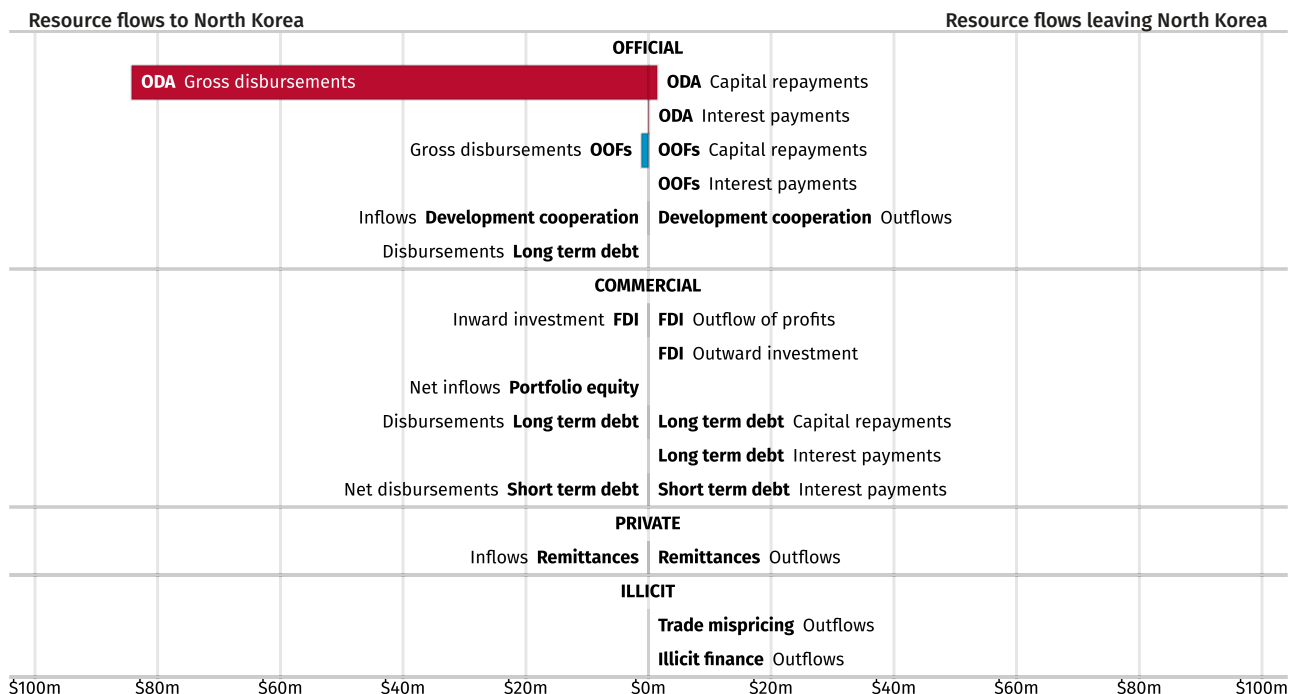 Resource flows to North Korea Resource flows leaving North Korea
OFFICIAL
ODA Gross disbursements ODA Capital repayments
ODA Interest payments
Gross disbursements OOFs OOFs Capital repayments
OOFs Interest payments
Inflows Development cooperation Development cooperation Outflows
Disbursements Long term debt
COMMERCIAL
Inward investment FDI FDI Outflow of profits
FDI Outward investment
Net inflows Portfolio equity
Disbursements Long term debt Long term debt Capital repayments
Long term debt Interest payments
Net disbursements Short term debt Short term debt Interest payments
PRIVATE
Inflows Remittances Remittances Outflows
ILLICIT
Trade mispricing Outflows
Illicit finance Outflows
$100m $80m $60m $40m $20m $0m $20m $40m $60m $80m $100m